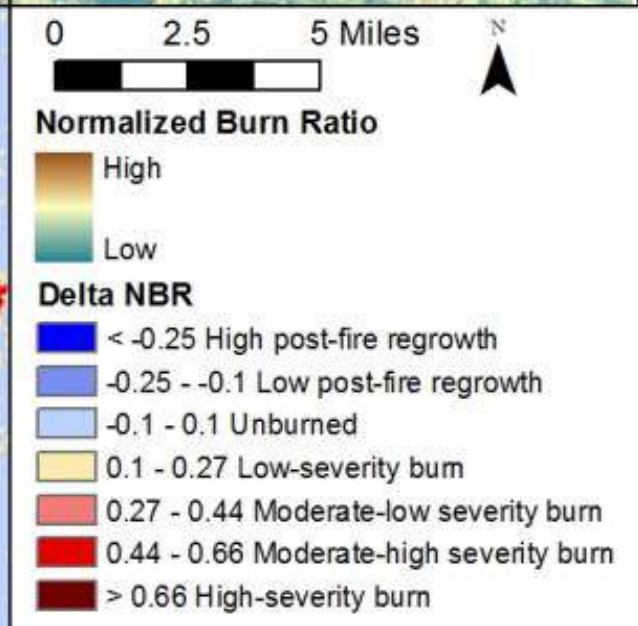 0 2.5 5 Miles
N
Normalized Burn Ratio
High
Low
Delta NBR
< -0.25 High post-fire regrowth
-0.25 - -0.1 Low post-fire regrowth
-0.1 - 0.1 Unburned
0.1 - 0.27 Low-severity burn
0.27 - 0.44 Moderate-low severity burn
0.44 - 0.66 Moderate-high severity burn
> 0.66 High-severity burn